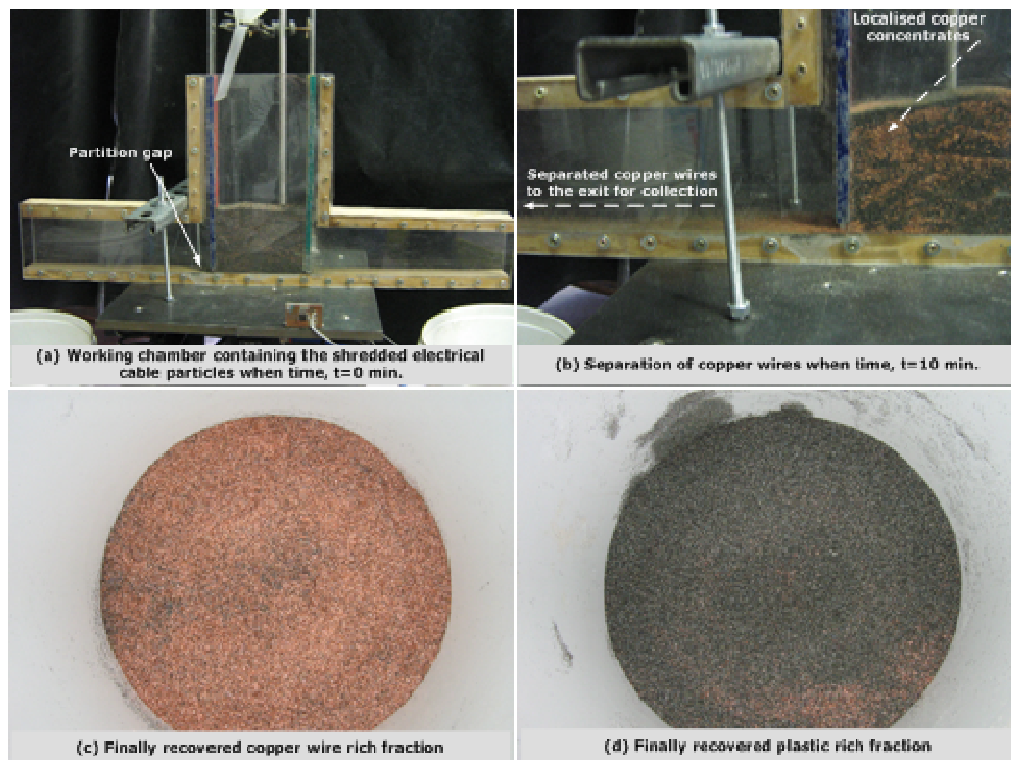 Partition gap
(a) Working chamber containing the shredded electrical
cable particles when time, t=0 min.
Localised copper
concentrates
Separated copper wires
to the exit for collection
(b) Separation of copper wires when time, t=10 min.
(c) Finally recovered copper wire rich fraction
(d) Finally recovered plastic rich fraction